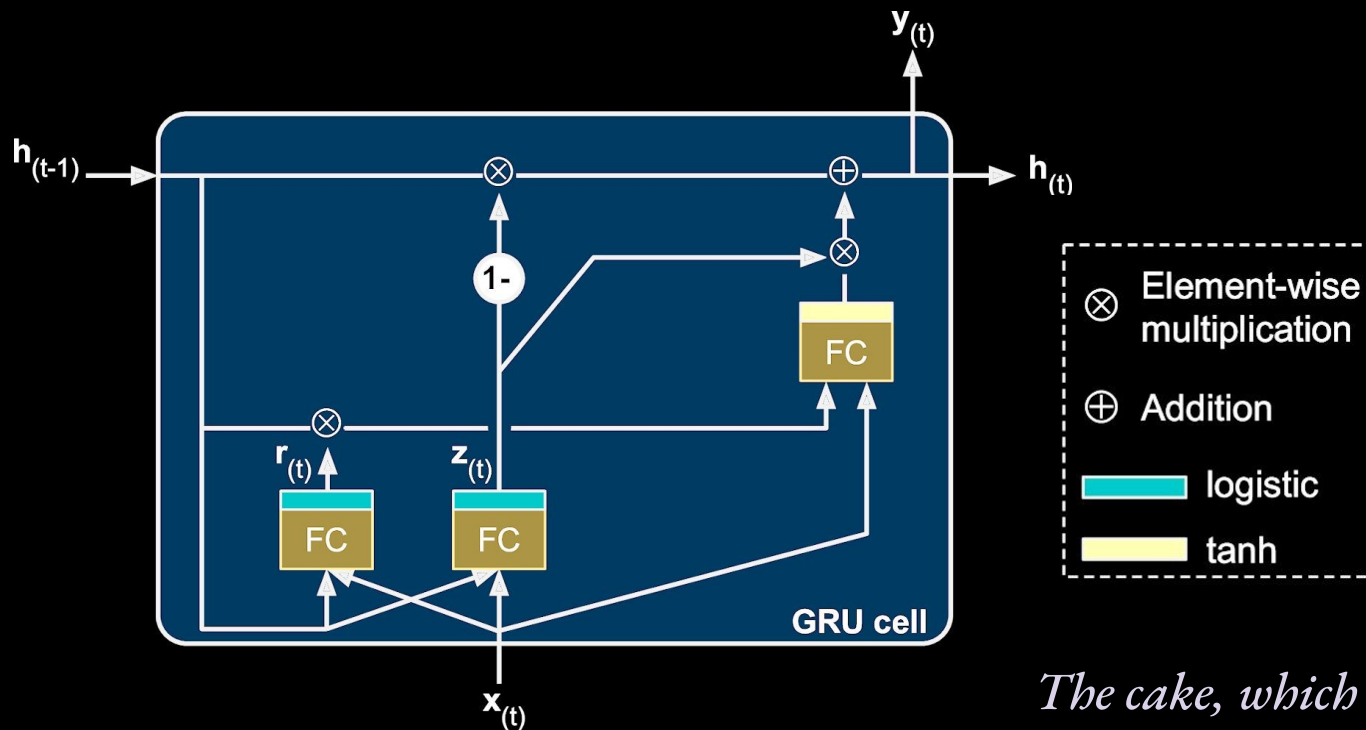 y(t)
h(t-1)
h(t)
1-
FC
r(t)
z(t)
FC
FC
GRU cell
x(t)
Element-wise
multiplication
Addition
logistic
tanh
The cake, which